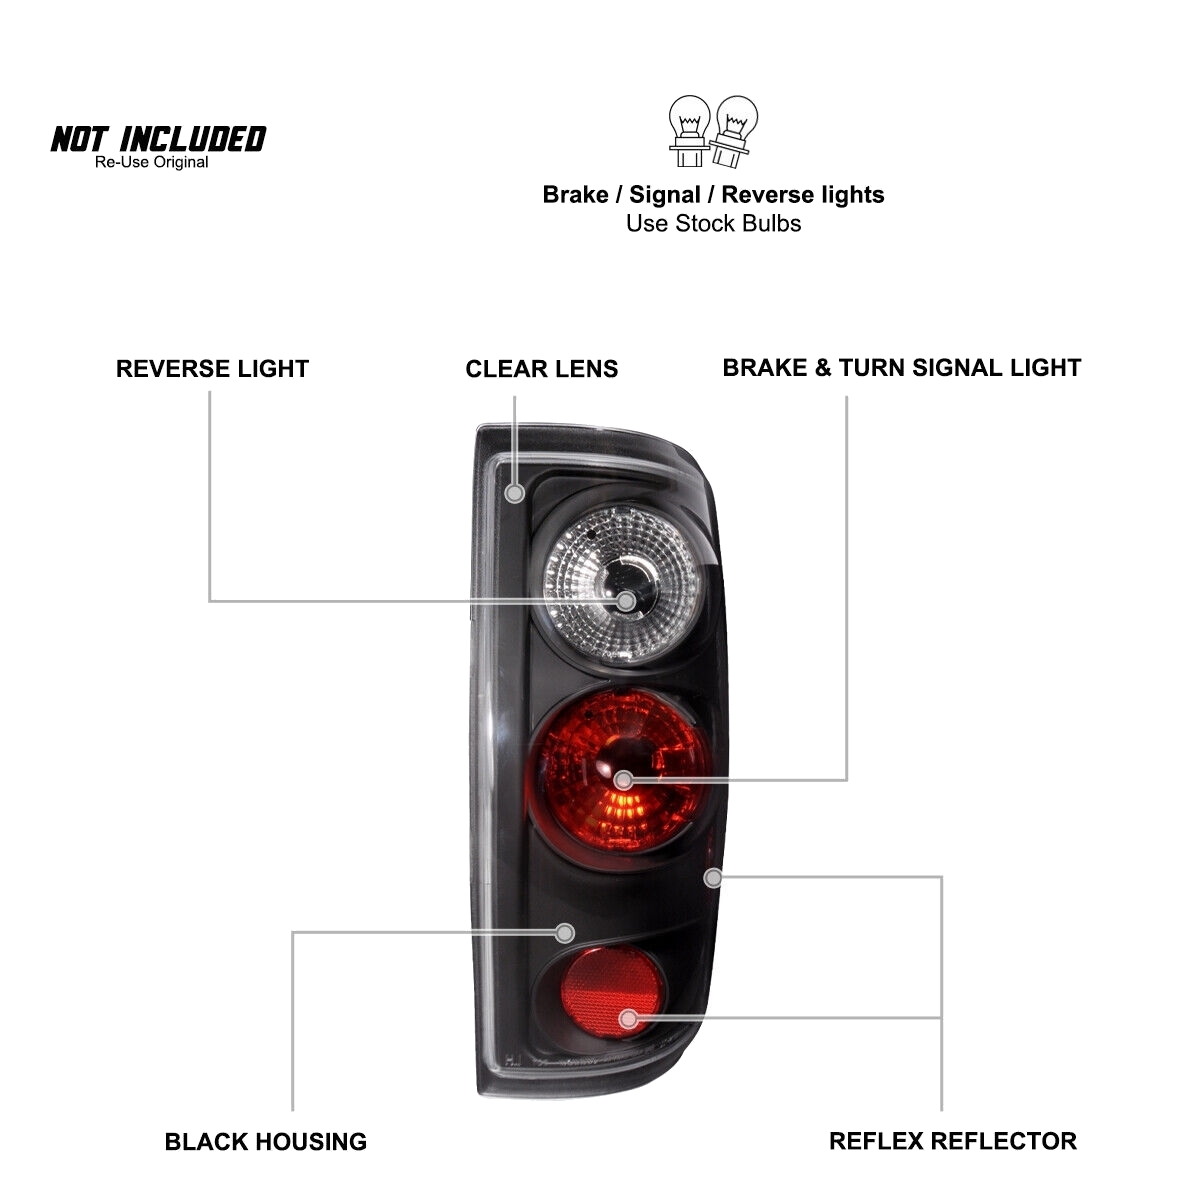 NOT INCLUDED
Re-Use Original
Brake / Signal / Reverse lights
Use Stock Bulbs
REVERSE LIGHT
CLEAR LENS
BRAKE & TURN SIGNAL LIGHT
BLACK HOUSING
REFLEX REFLECTOR